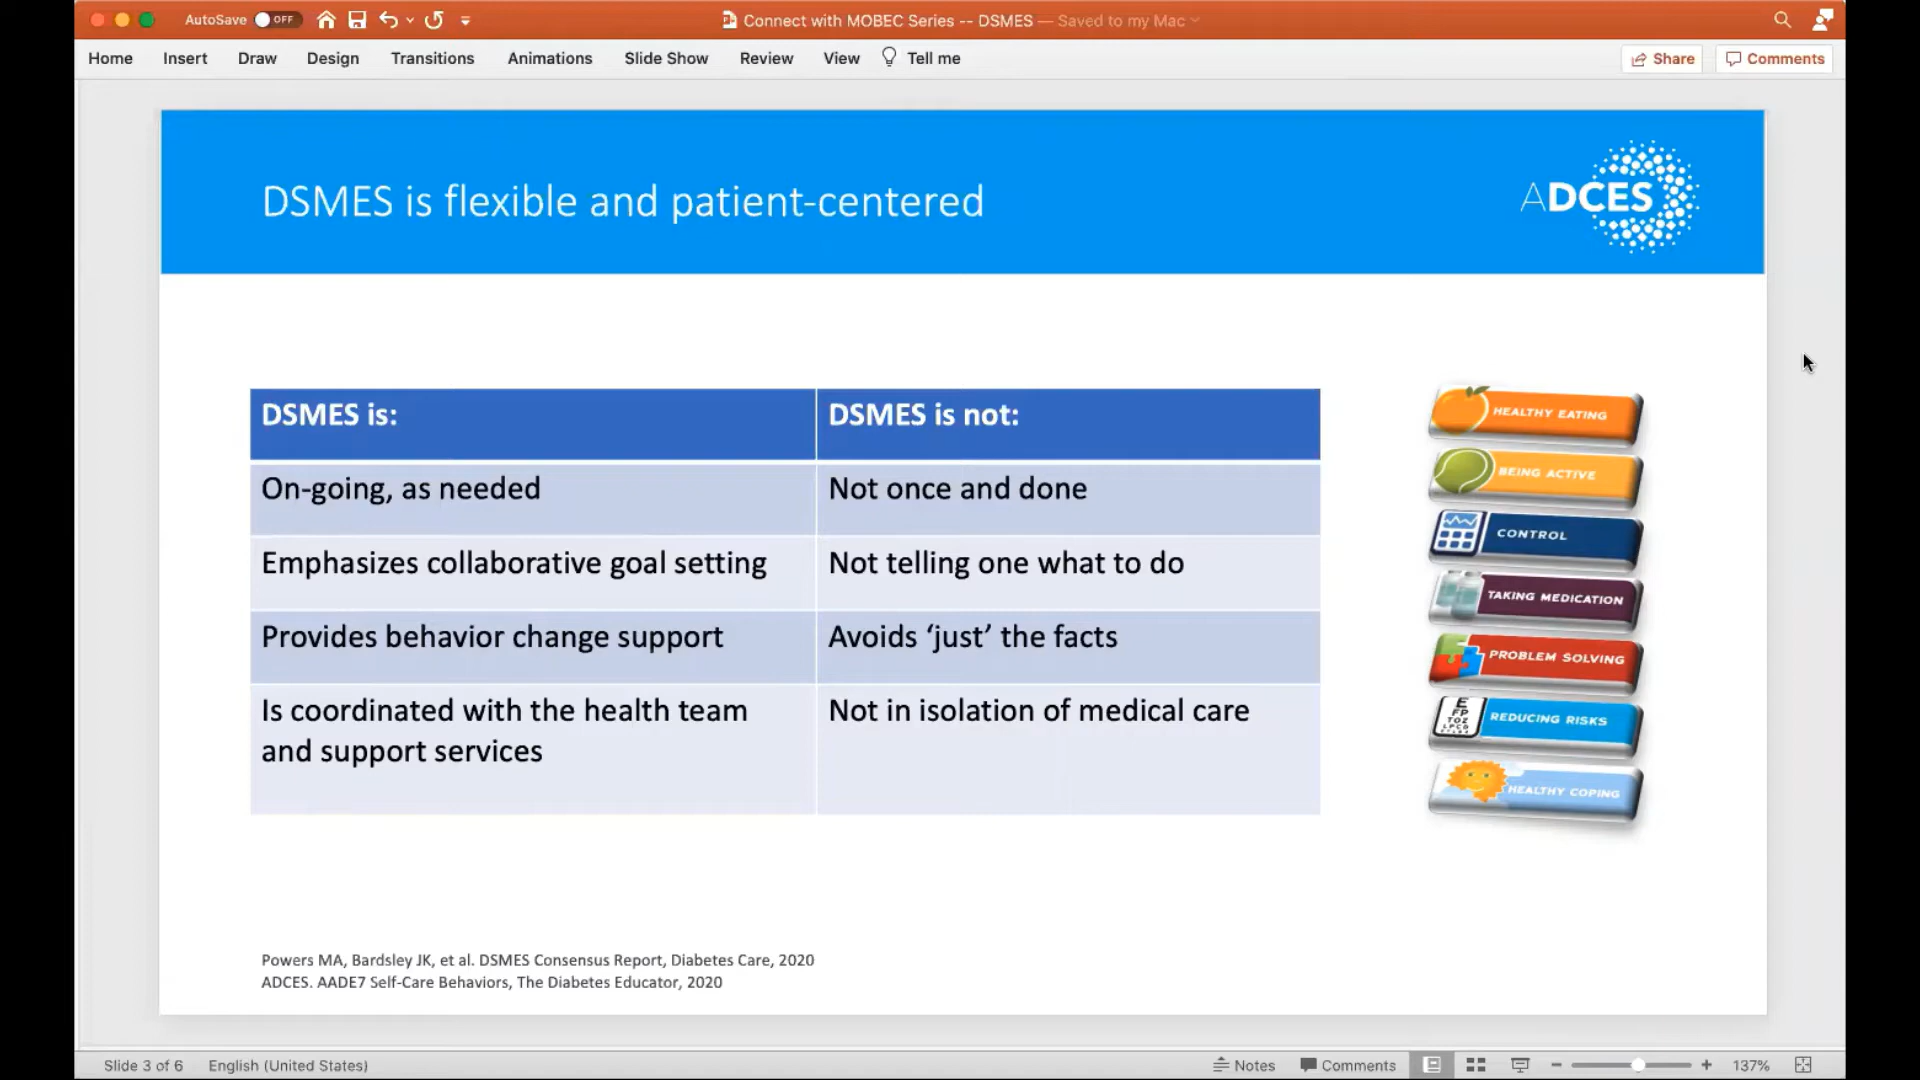 AutoSave OFF
Connect with MOBEC Series -- DSMES — Saved to my Mac
Home Insert Draw Design Transitions Animations Slide Show Review View Tell me Share Comments
DSMES is flexible and patient-centered
ADCES
DSMES is: DSMES is not:
On-going, as needed Not once and done
Emphasizes collaborative goal setting Not telling one what to do
Provides behavior change support Avoids ‘just’ the facts
Is coordinated with the health team Not in isolation of medical care
and support services
HEALTHY EATING
BEING ACTIVE
CONTROL
TAKING MEDICATION
PROBLEM SOLVING
E
FP
TOZ
LPED
REDUCING RISKS
HEALTHY COPING
Powers MA, Bardsley JK, et al. DSMES Consensus Report, Diabetes Care, 2020
ADCES. AADE7 Self-Care Behaviors, The Diabetes Educator, 2020
Slide 3 of 6 English (United States) Notes Comments 137%